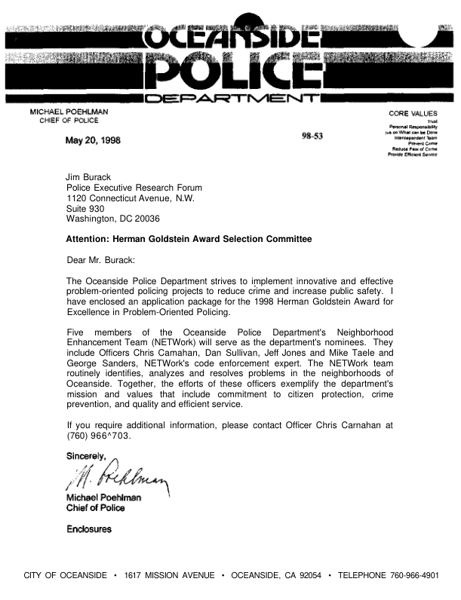 OCEANSIDE
POLICE
DEPARTMENT
MICHAEL POEHLMAN
CHIEF OF POLICE
CORE VALUES
Trust
Personal Responsibility
Focus on What can be Done
Interdependent Team
Prevent Crime
Reduce Fear of Crime
Provide Efficient Service
May 20, 1998
98-53
Jim Burack
Police Executive Research Forum
1120 Connecticut Avenue, N.W.
Suite 930
Washington, DC 20036
Attention: Herman Goldstein Award Selection Committee
Dear Mr. Burack:
The Oceanside Police Department strives to implement innovative and effective
problem-oriented policing projects to reduce crime and increase public safety. I
have enclosed an application package for the 1998 Herman Goldstein Award for
Excellence in Problem-Oriented Policing.
Five members of the Oceanside Police Department's Neighborhood
Enhancement Team (NETWork) will serve as the department's nominees. They
include Officers Chris Carnahan, Dan Sullivan, Jeff Jones and Mike Taele and
George Sanders, NETWork's code enforcement expert. The NETWork team
routinely identifies, analyzes and resolves problems in the neighborhoods of
Oceanside. Together, the efforts of these officers exemplify the department's
mission and values that include commitment to citizen protection, crime
prevention, and quality and efficient service.
If you require additional information, please contact Officer Chris Carnahan at
(760) 966^703.
Sincerely,
M. Poehlman
Michael Poehlman
Chief of Police
Enclosures
CITY OF OCEANSIDE • 1617 MISSION AVENUE • OCEANSIDE, CA 92054 • TELEPHONE 760-966-4901